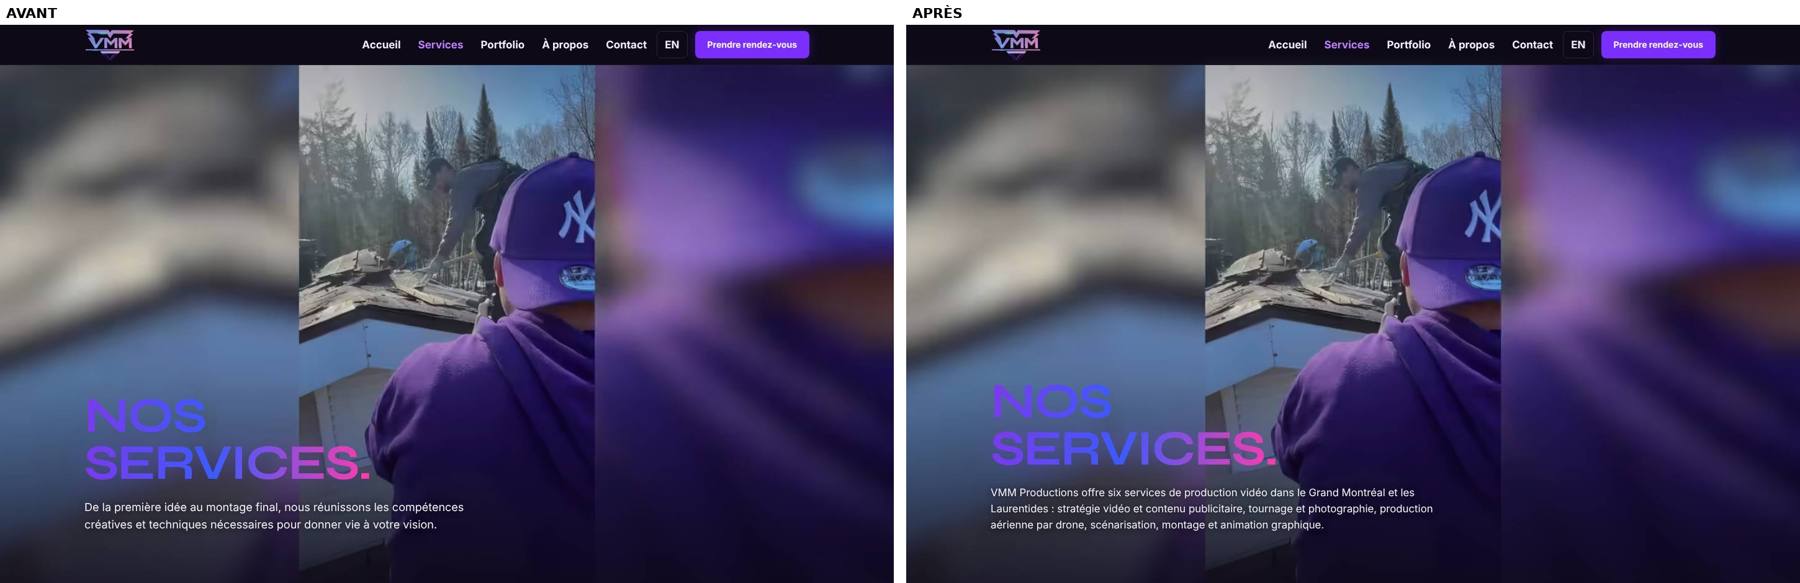 AVANT
VMM
Accueil Services Portfolio À propos Contact EN Prendre rendez-vous
NY
NOS
SERVICES.
De la première idée au montage final, nous réunissons les compétences
créatives et techniques nécessaires pour donner vie à votre vision.
APRÈS
VMM
Accueil Services Portfolio À propos Contact EN Prendre rendez-vous
NY
NOS
SERVICES.
VMM Productions offre six services de production vidéo dans le Grand Montréal et les
Laurentides : stratégie vidéo et contenu publicitaire, tournage et photographie, production
aérienne par drone, scénarisation, montage et animation graphique.